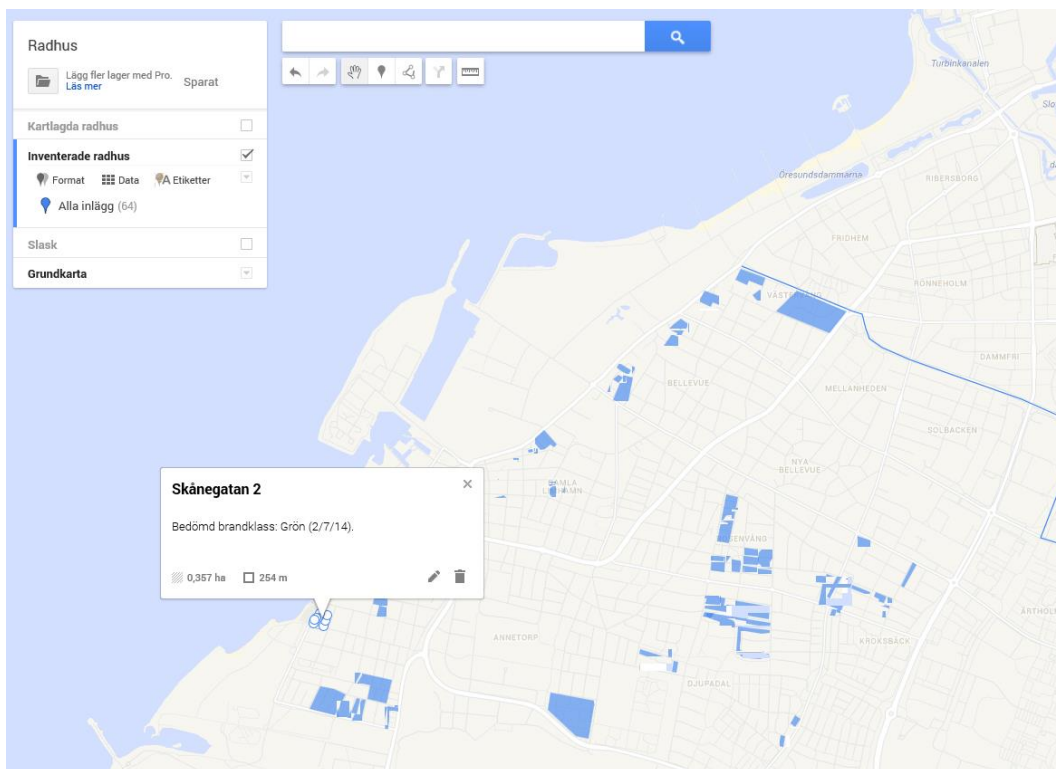 Radhus
Lägg fler lager med Pro.
Läs mer
Sparat
Kartlagda radhus
Inventerade radhus
Format
Data
A Etiketter
Alla inlägg (64)
Slask
Grundkarta
Turbinkanalen
Öresundsdammarna
RIBERSBORG
FRIDHEM
RÖNNEHOLM
DAMMFRI
BELLEVUE
MELLANHEDEN
SOLBACKEN
NYA
BELLEVUE
Skånegatan 2
Bedömd brandklass: Grön (2/7/14).
0,357 ha
254 m
ANNETORP
KROKSBÄCK
DJUPADAL